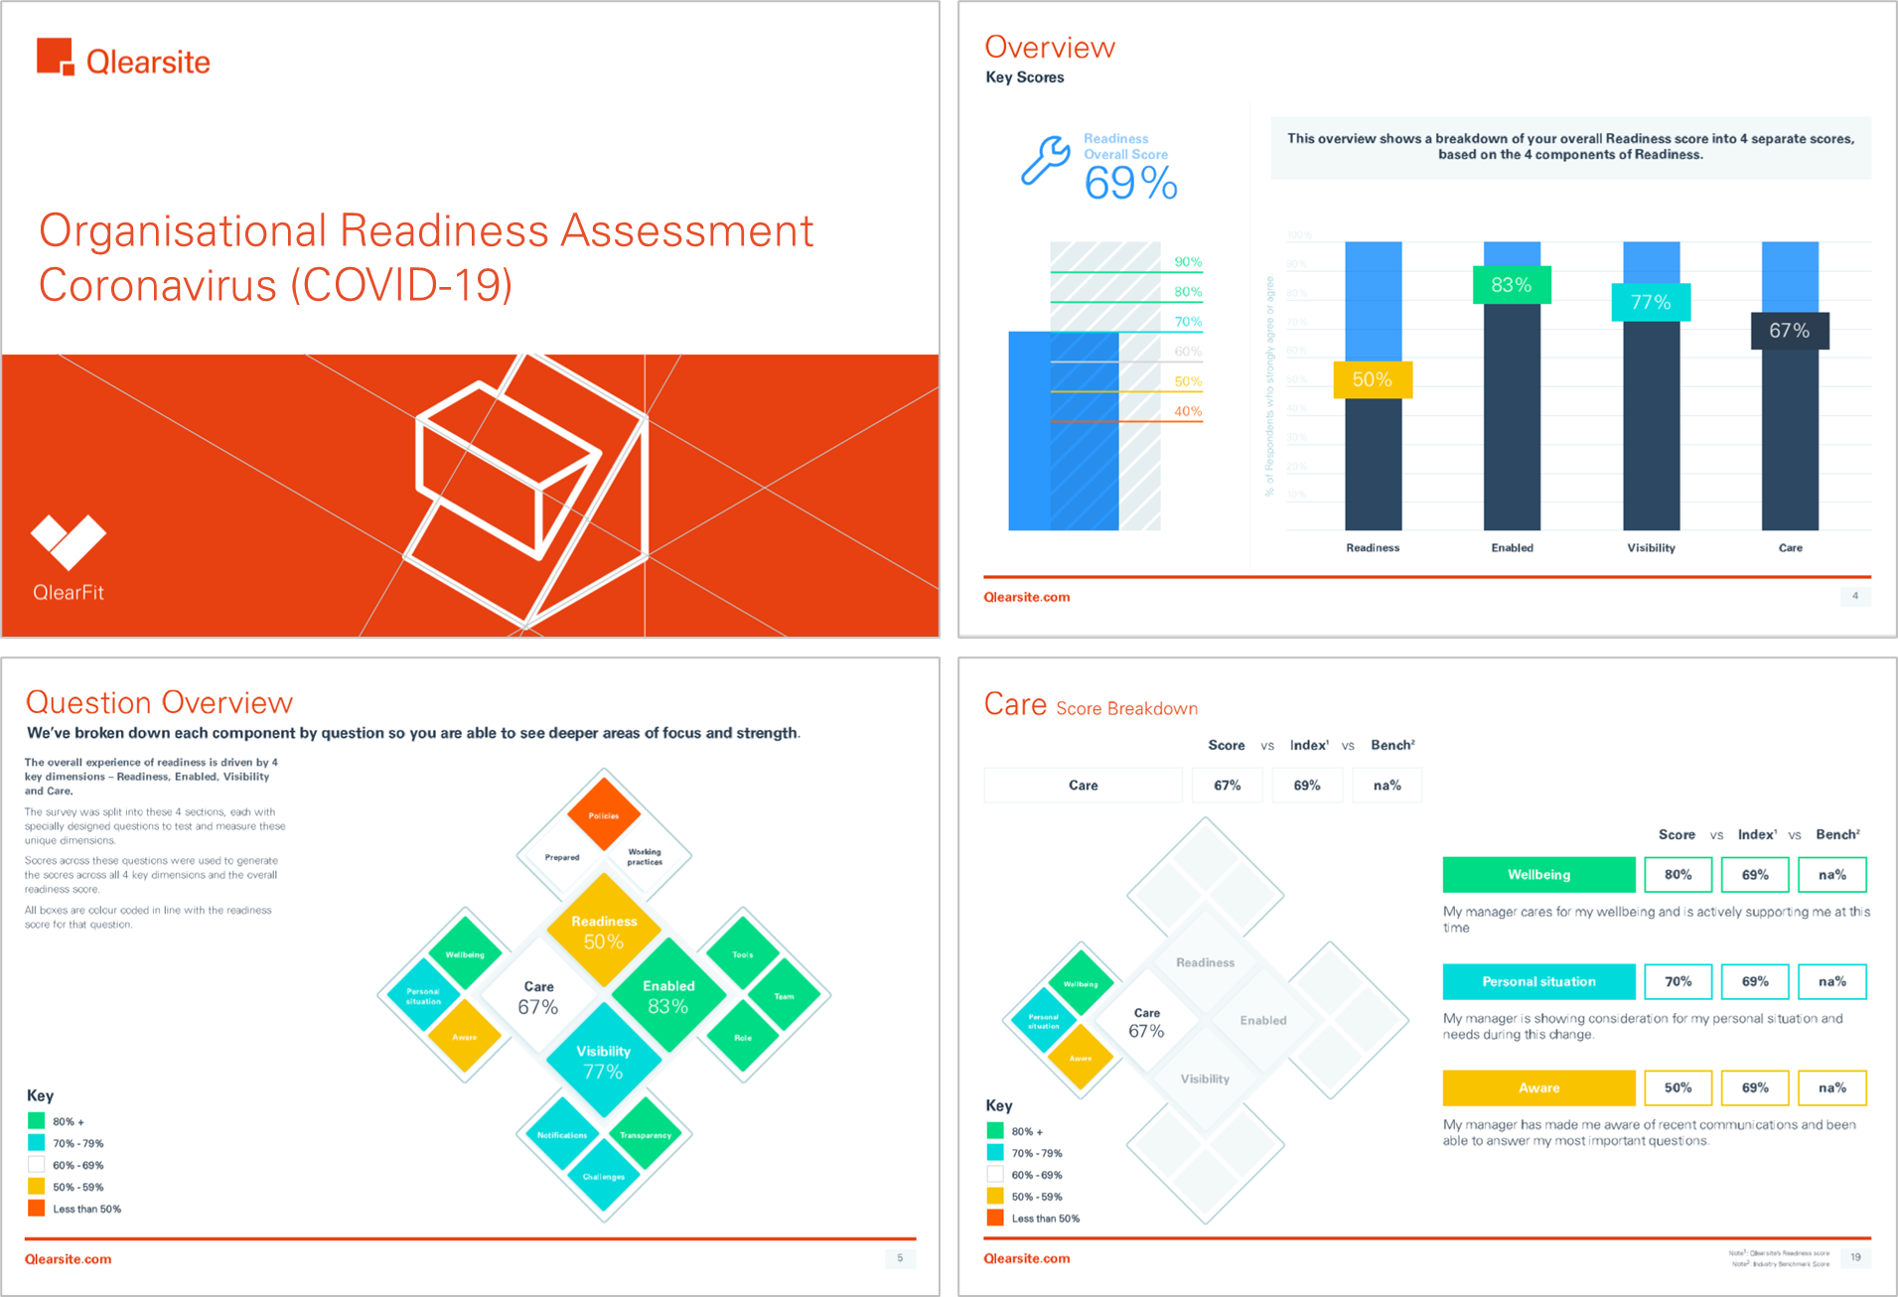 Qlearsite
Organisational Readiness Assessment
Coronavirus (COVID-19)
QlearFit
Overview
Key Scores
Readiness
Overall Score
69%
90%
80%
70%
60%
50%
40%
This overview shows a breakdown of your overall Readiness score into 4 separate scores,
based on the 4 components of Readiness.
% of Respondents who strongly agree or agree
100%
90%
80%
70%
60%
50%
40%
30%
20%
10%
50%
83%
77%
67%
Readiness
Enabled
Visibility
Care
Qlearsite.com
4
Question Overview
We've broken down each component by question so you are able to see deeper areas of focus and strength.
The overall experience of readiness is driven by 4
key dimensions – Readiness, Enabled, Visibility
and Care.
The survey was split into these 4 sections, each with
specially designed questions to test and measure these
unique dimensions.
Scores across these questions were used to generate
the scores across all 4 key dimensions and the overall
readiness score.
All boxes are colour coded in line with the readiness
score for that question.
Policies
Prepared
Working
practices
Readiness
50%
Wellbeing
Personal
situation
Aware
Care
67%
Enabled
83%
Tools
Team
Role
Visibility
77%
Notifications
Transparency
Challenges
Key
80% +
70% - 79%
60% - 69%
50% - 59%
Less than 50%
Qlearsite.com
5
Care Score Breakdown
Score vs Index¹ vs Bench²
Care 67% 69% na%
Readiness
Wellbeing
Personal
situation
Aware
Care
67%
Enabled
Visibility
Key
80% +
70% - 79%
60% - 69%
50% - 59%
Less than 50%
Score vs Index¹ vs Bench²
Wellbeing 80% 69% na%
My manager cares for my wellbeing and is actively supporting me at this
time
Personal situation 70% 69% na%
My manager is showing consideration for my personal situation and
needs during this change.
Aware 50% 69% na%
My manager has made me aware of recent communications and been
able to answer my most important questions.
Qlearsite.com
Note¹: Qlearsite's Readiness score
Note²: Industry Benchmark Score
19